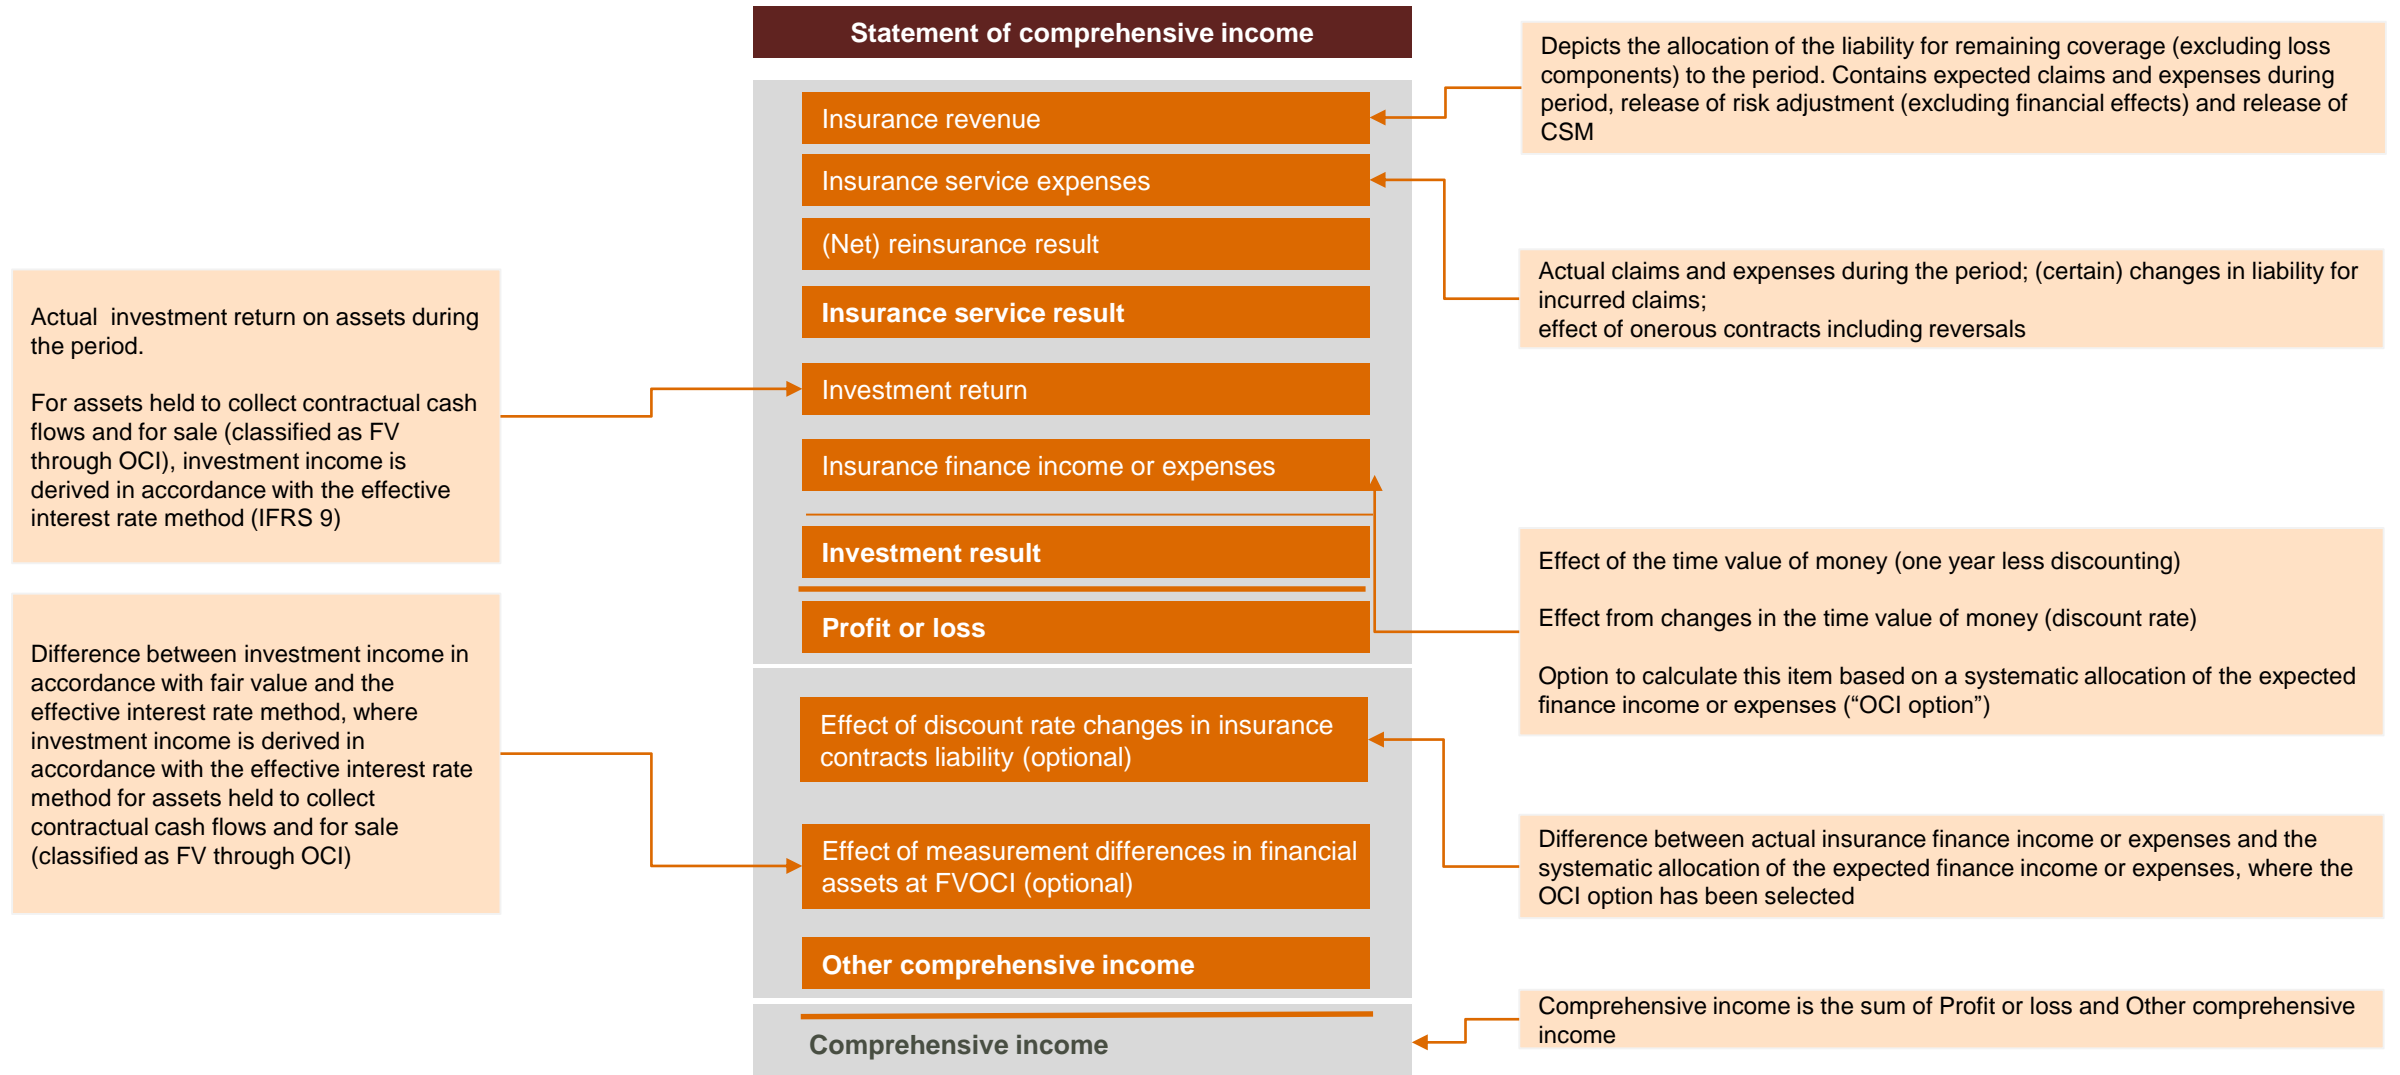 Statement of comprehensive income
Insurance revenue
Insurance service expenses
(Net) reinsurance result
Insurance service result
Investment return
Insurance finance income or expenses
Investment result
Profit or loss
Effect of discount rate changes in insurance
contracts liability (optional)
Effect of measurement differences in financial
assets at FVOCI (optional)
Other comprehensive income
Comprehensive income
Actual  investment return on assets during
the period.
For assets held to collect contractual cash
flows and for sale (classified as FV
through OCI), investment income is
derived in accordance with the effective
interest rate method (IFRS 9)
Difference between investment income in
accordance with fair value and the
effective interest rate method, where
investment income is derived in
accordance with the effective interest rate
method for assets held to collect
contractual cash flows and for sale
(classified as FV through OCI)
Depicts the allocation of the liability for remaining coverage (excluding loss
components) to the period. Contains expected claims and expenses during
period, release of risk adjustment (excluding financial effects) and release of
CSM
Actual claims and expenses during the period; (certain) changes in liability for
incurred claims;
effect of onerous contracts including reversals
Effect of the time value of money (one year less discounting)
Effect from changes in the time value of money (discount rate)
Option to calculate this item based on a systematic allocation of the expected
finance income or expenses (“OCI option”)
Difference between actual insurance finance income or expenses and the
systematic allocation of the expected finance income or expenses, where the
OCI option has been selected
Comprehensive income is the sum of Profit or loss and Other comprehensive
income